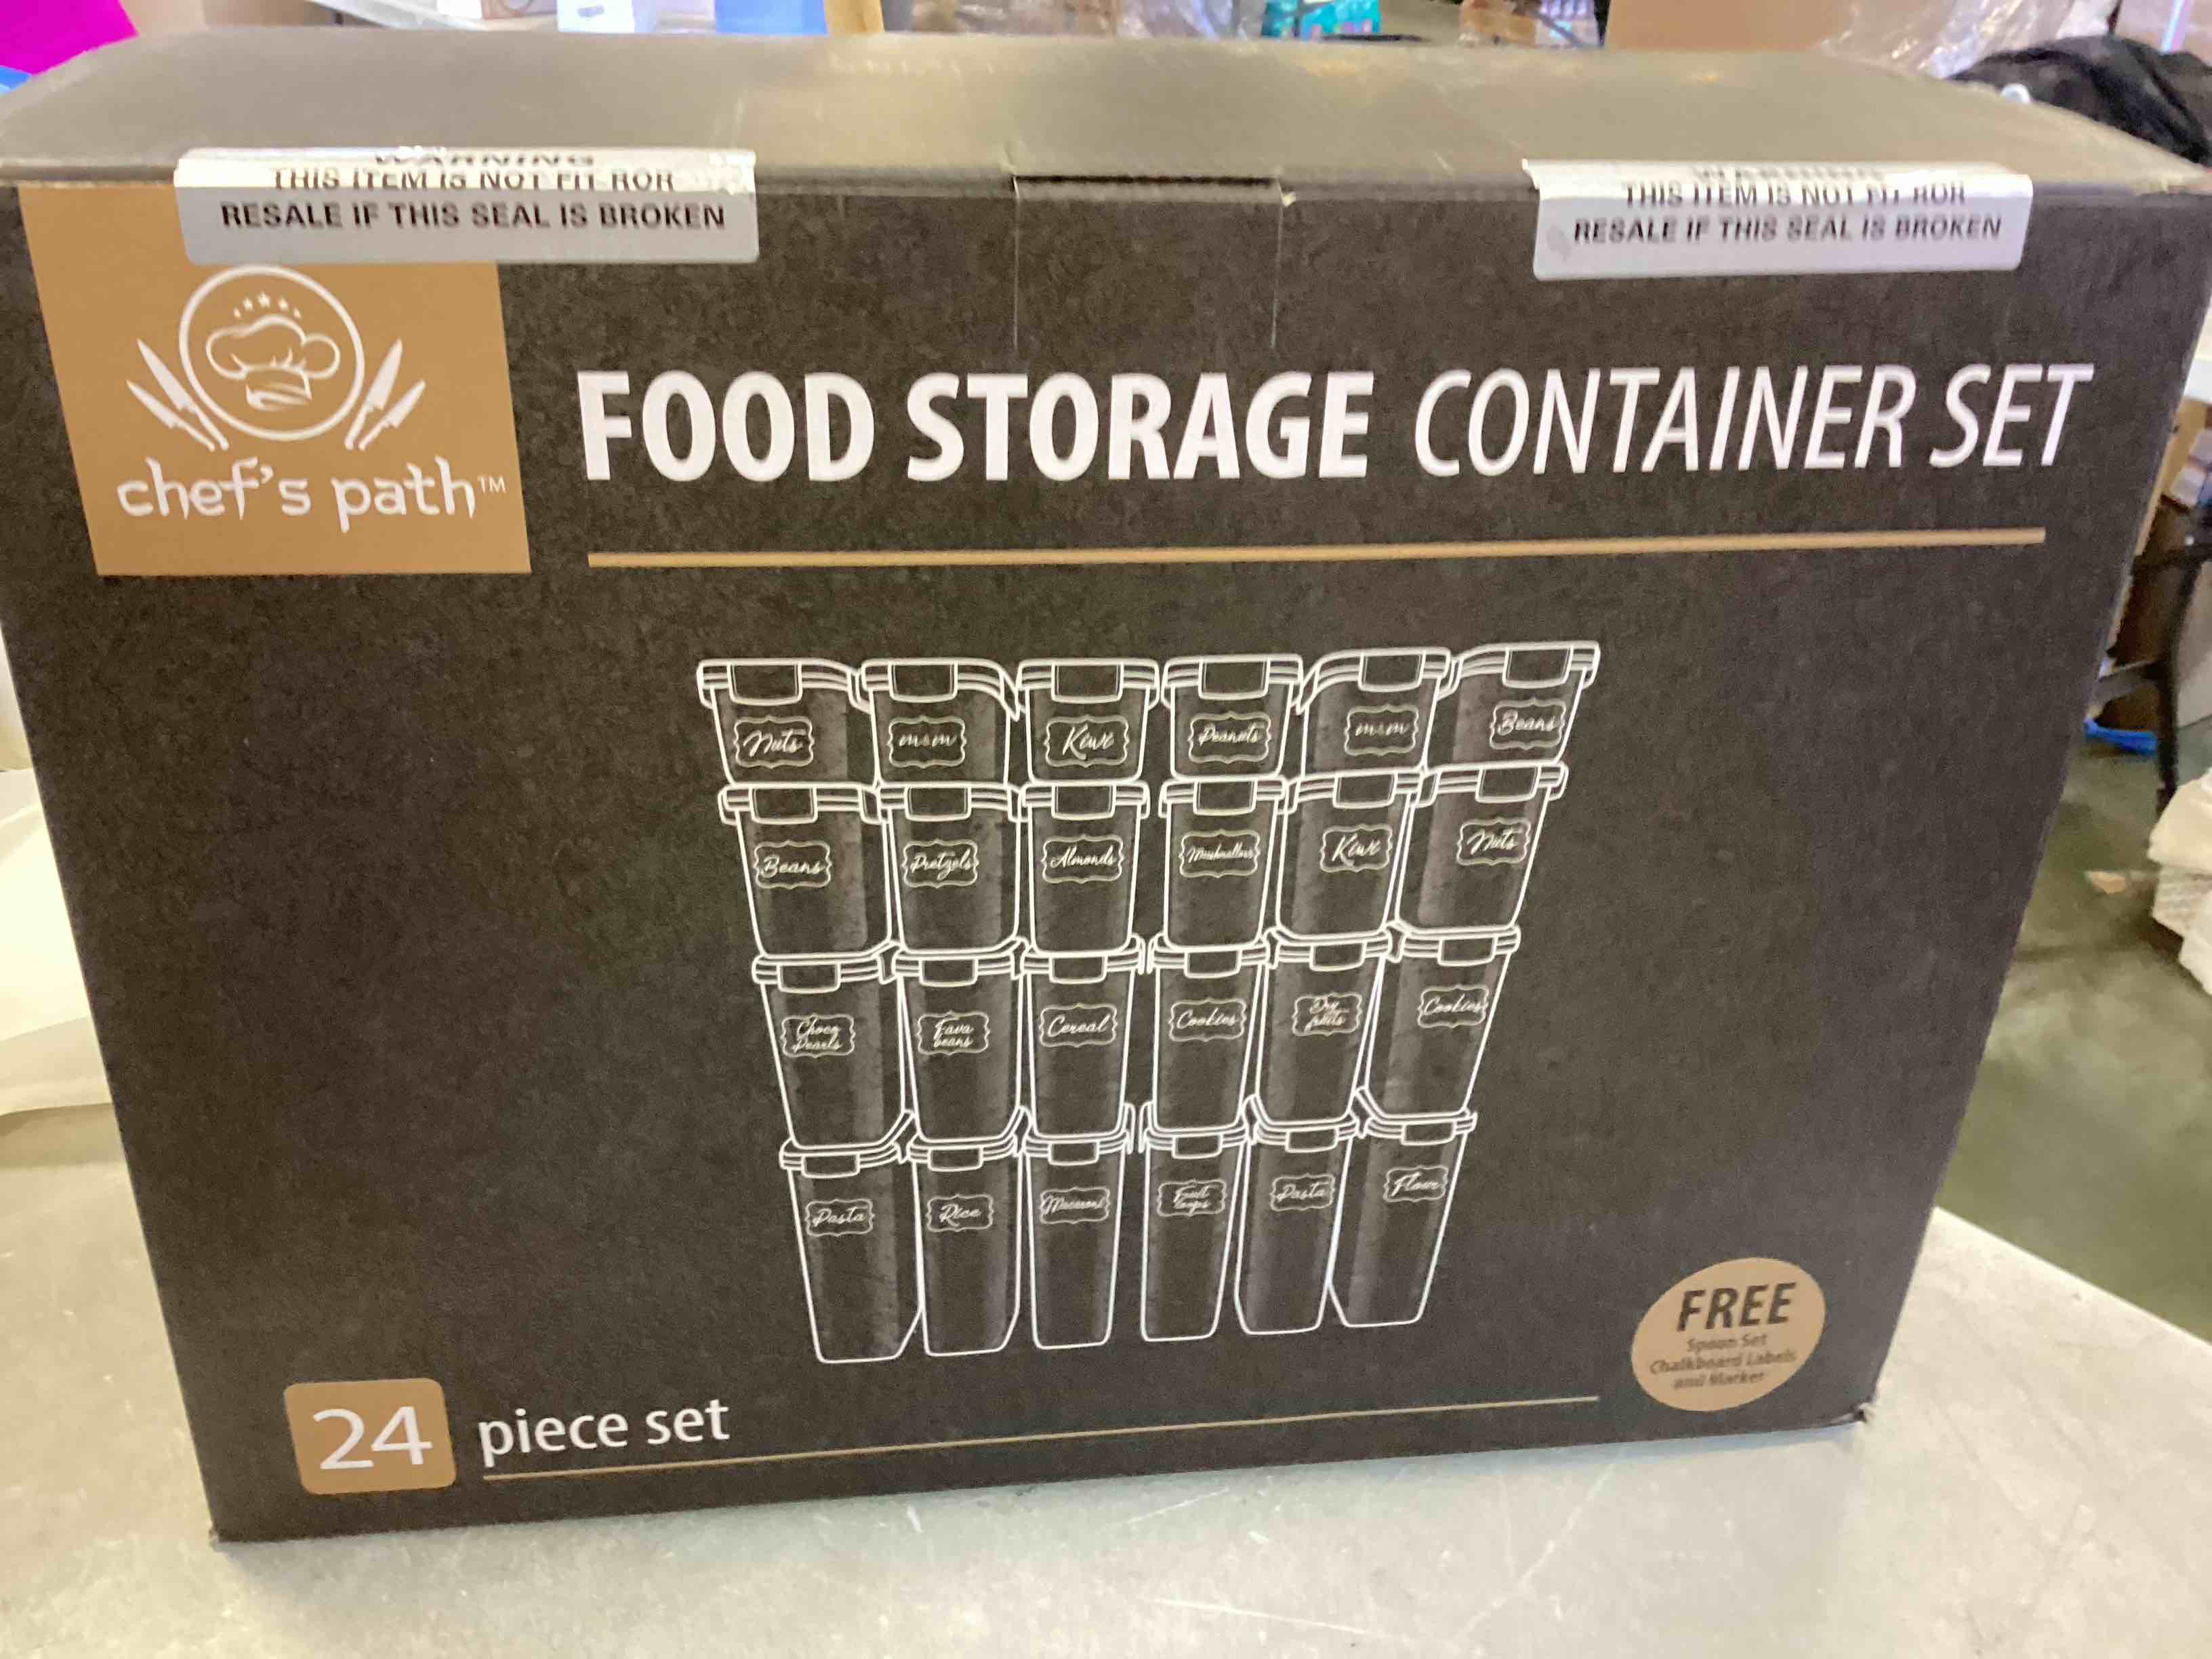 WARNING
THIS ITEM IS NOT FIT ROR
RESALE IF THIS SEAL IS BROKEN
WARNING
THIS ITEM IS NOT FIT ROR
RESALE IF THIS SEAL IS BROKEN
chef's path™
FOOD STORAGE CONTAINER SET
Nuts m&m Kiwi Peanuts m&m Beans
Beans Pretzels Almonds Marshmallows Kiwi Nuts
Choco Pearls Fava beans Cereal Cookies Dry fruits Cookies
Pasta Rice Macaroni Fruit loops Pasta Flour
24 piece set
FREE
Spoon Set
Chalkboard Labels
and Marker